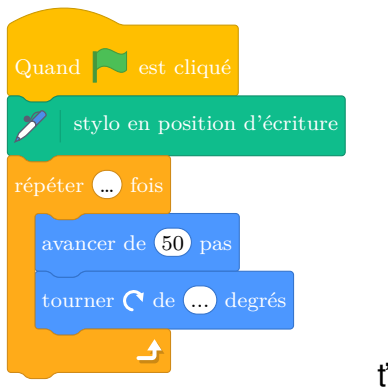 Quand est cliqué
stylo en position d'écriture
répéter ... fois
avancer de 50 pas
tourner de ... degrés